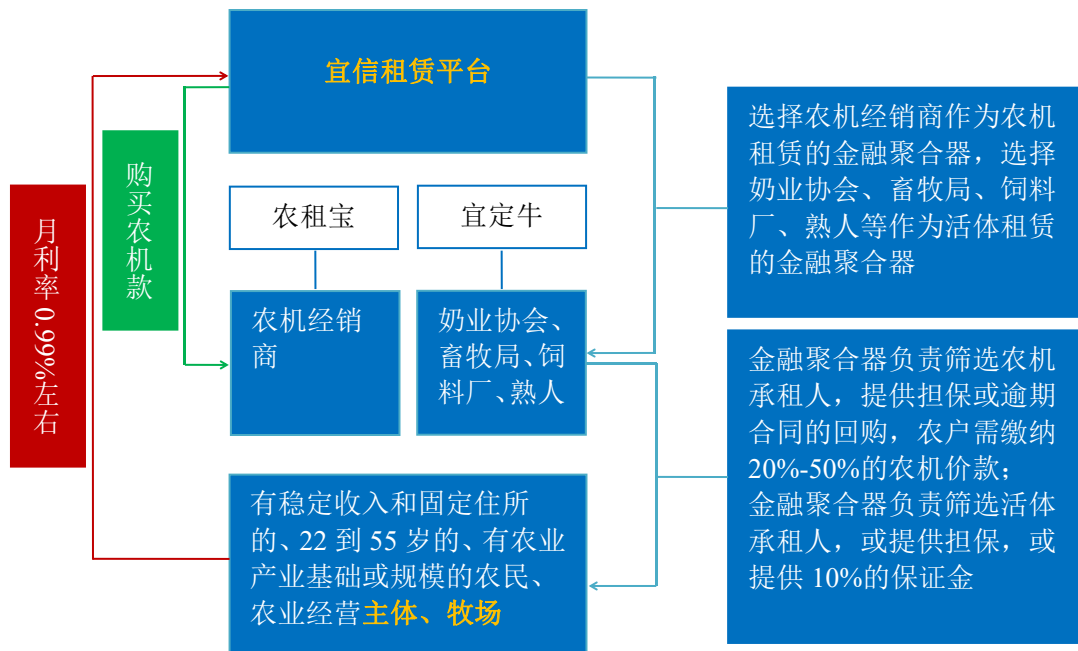 宜信租赁平台
选择农机经销商作为农机
租赁的金融聚合器，选择
奶业协会、畜牧局、饲料
厂、熟人等作为活体租赁
的金融聚合器
购买农机款
月利率 0.99%左右
农租宝
宜定牛
农机经销
商
奶业协会、
畜牧局、饲
料厂、熟人
金融聚合器负责筛选农机
承租人，提供担保或逾期
合同的回购，农户需缴纳
20%-50%的农机价款；
金融聚合器负责筛选活体
承租人，或提供担保，或
提供 10%的保证金
有稳定收入和固定住所
的、22 到 55 岁的、有农业
产业基础或规模的农民、
农业经营主体、牧场